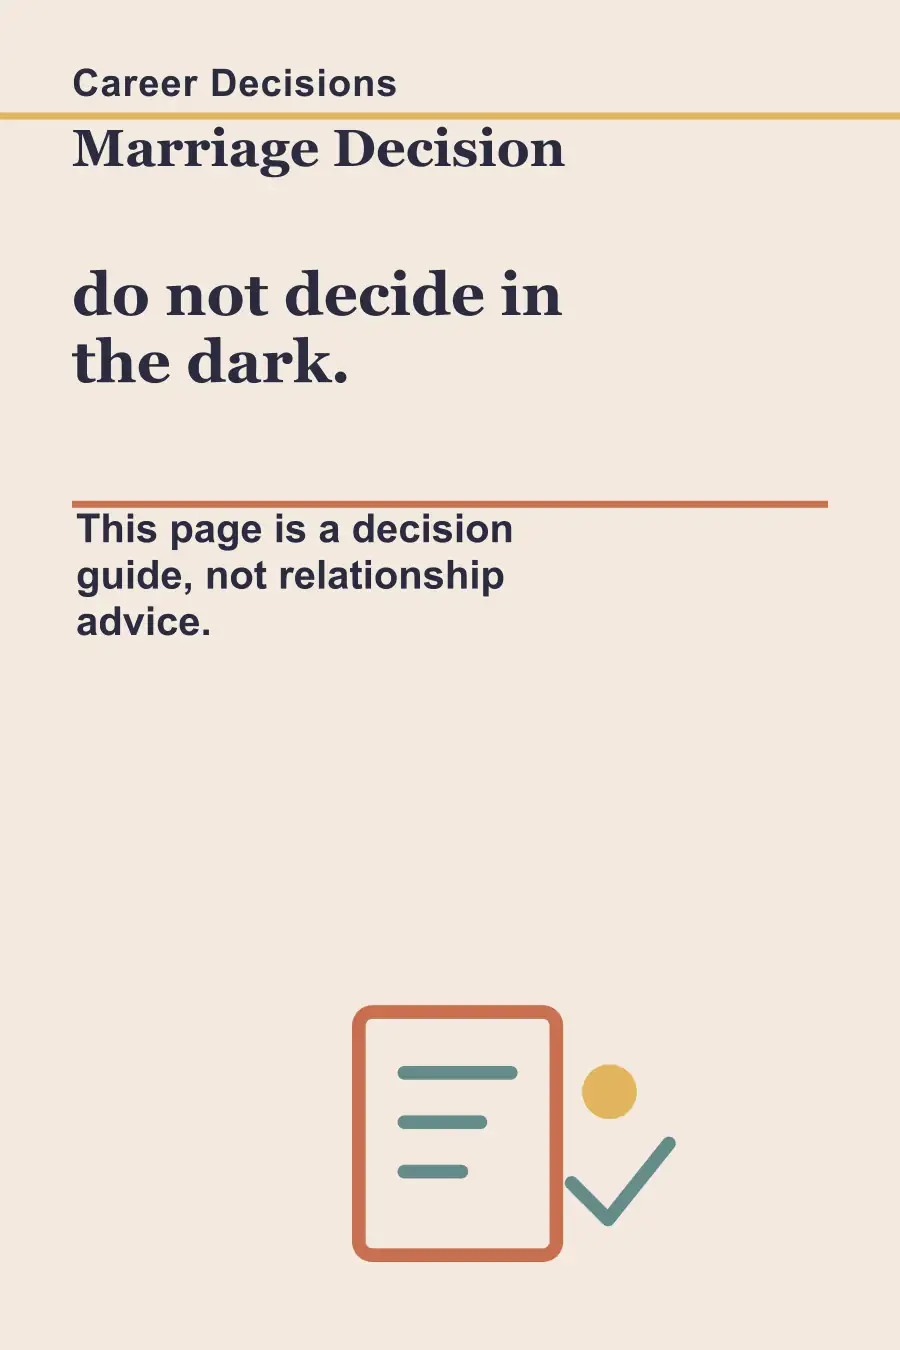 Career Decisions
Marriage Decision
do not decide in
the dark.
This page is a decision
guide, not relationship
advice.